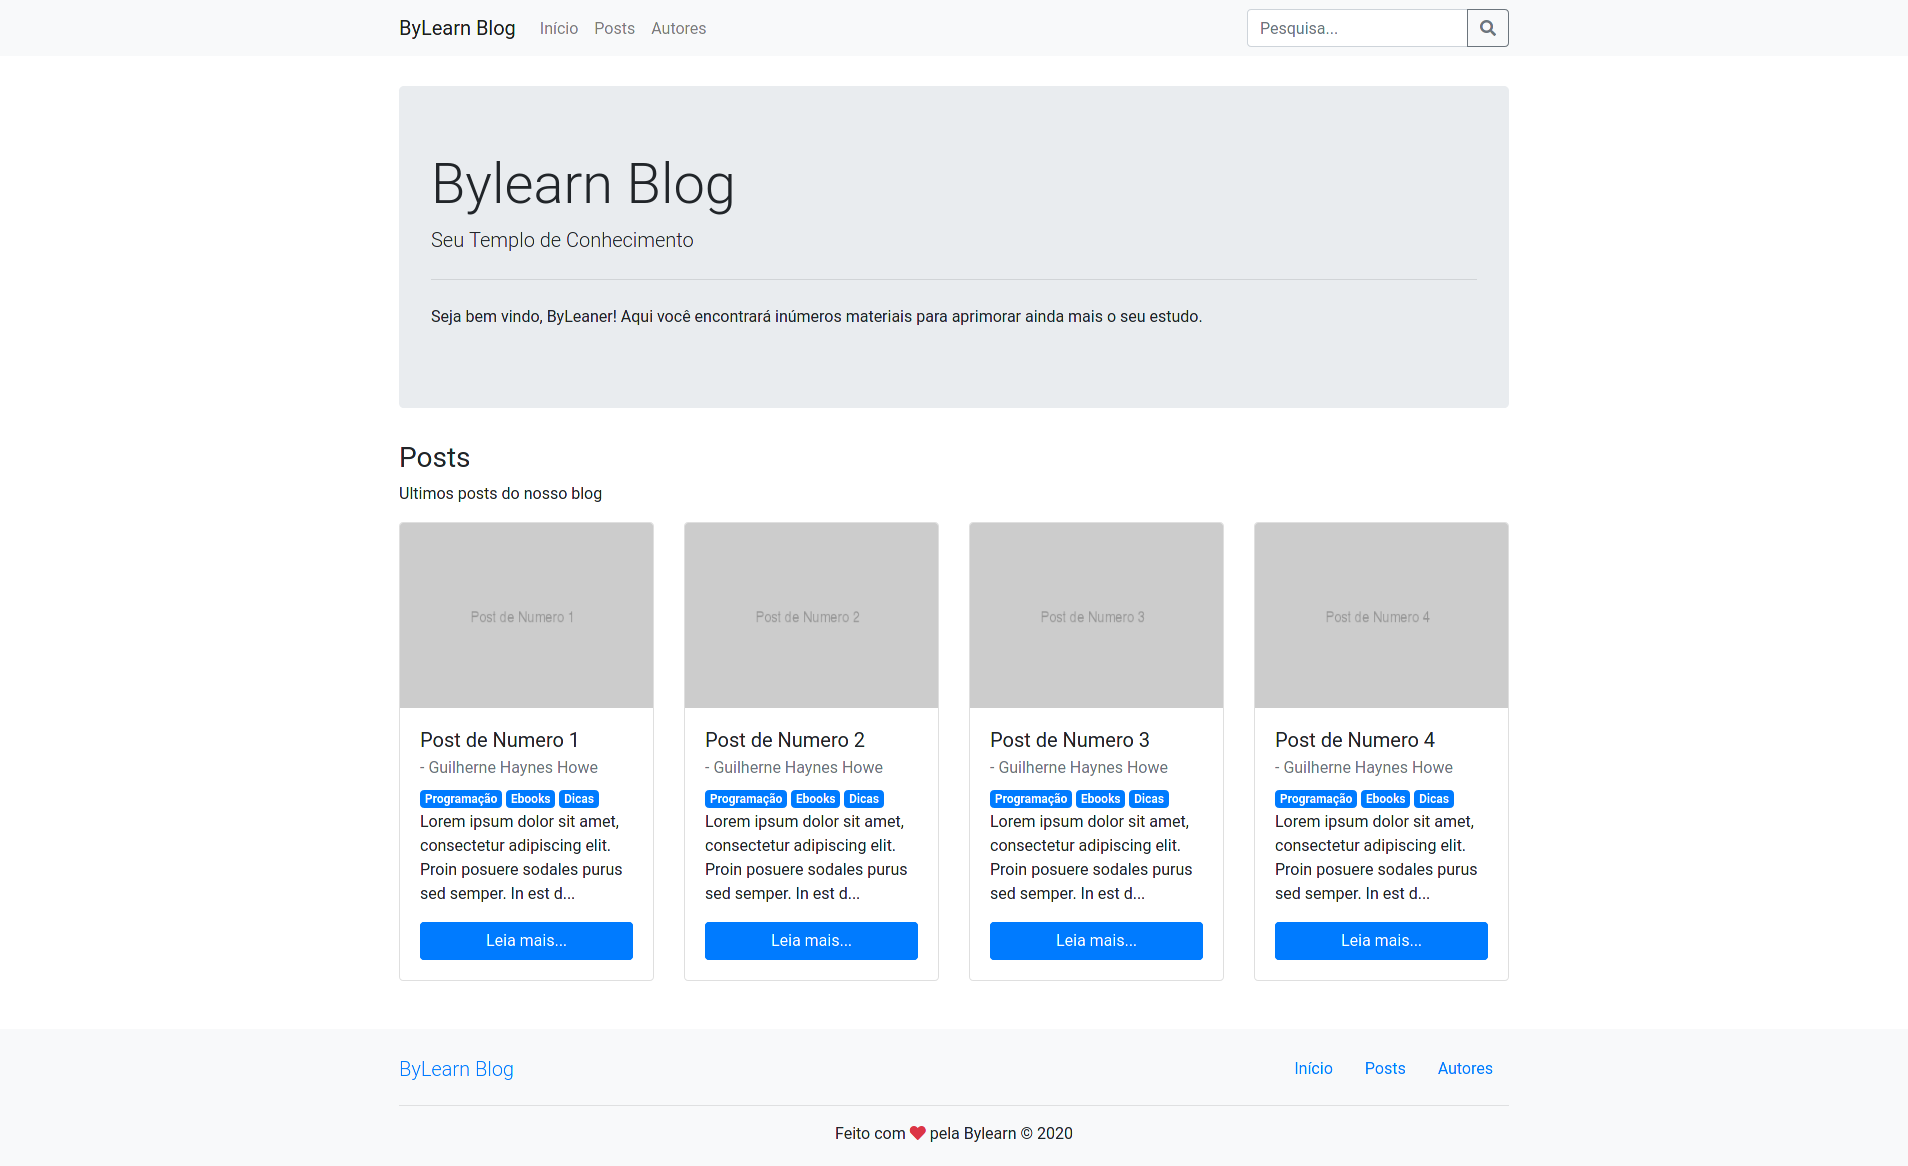 ByLearn Blog
Início
Posts
Autores
Pesquisa...
Bylearn Blog
Seu Templo de Conhecimento
Seja bem vindo, ByLeaner! Aqui você encontrará inúmeros materiais para aprimorar ainda mais o seu estudo.
Posts
Ultimos posts do nosso blog
Post de Numero 1
Post de Numero 1
- Guilherne Haynes Howe
Programação Ebooks Dicas
Lorem ipsum dolor sit amet,
consectetur adipiscing elit.
Proin posuere sodales purus
sed semper. In est d...
Leia mais...
Post de Numero 2
Post de Numero 2
- Guilherne Haynes Howe
Programação Ebooks Dicas
Lorem ipsum dolor sit amet,
consectetur adipiscing elit.
Proin posuere sodales purus
sed semper. In est d...
Leia mais...
Post de Numero 3
Post de Numero 3
- Guilherne Haynes Howe
Programação Ebooks Dicas
Lorem ipsum dolor sit amet,
consectetur adipiscing elit.
Proin posuere sodales purus
sed semper. In est d...
Leia mais...
Post de Numero 4
Post de Numero 4
- Guilherne Haynes Howe
Programação Ebooks Dicas
Lorem ipsum dolor sit amet,
consectetur adipiscing elit.
Proin posuere sodales purus
sed semper. In est d...
Leia mais...
ByLearn Blog
Início
Posts
Autores
Feito com ❤ pela Bylearn © 2020